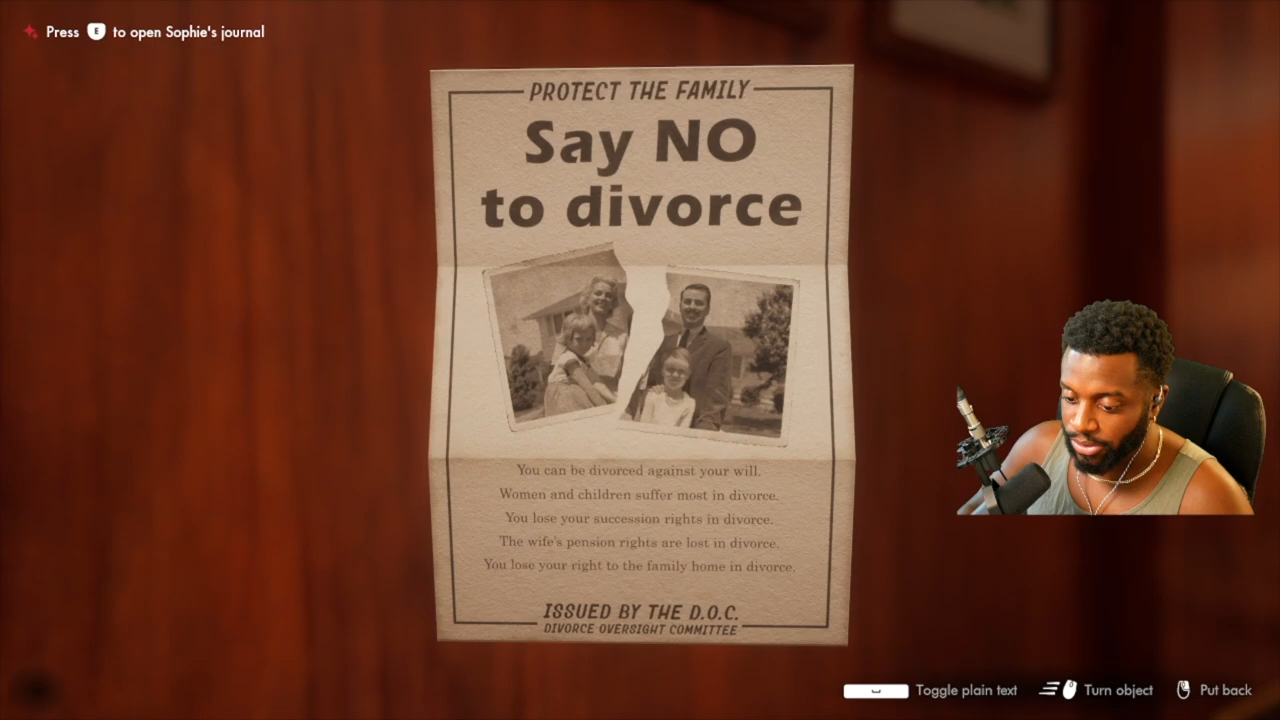 Press E to open Sophie's journal
PROTECT THE FAMILY
Say NO
to divorce
You can be divorced against your will.
Women and children suffer most in divorce.
You lose your succession rights in divorce.
The wife's pension rights are lost in divorce.
You lose your right to the family home in divorce.
ISSUED BY THE D.O.C.
DIVORCE OVERSIGHT COMMITTEE
Toggle plain text
Turn object
Put back